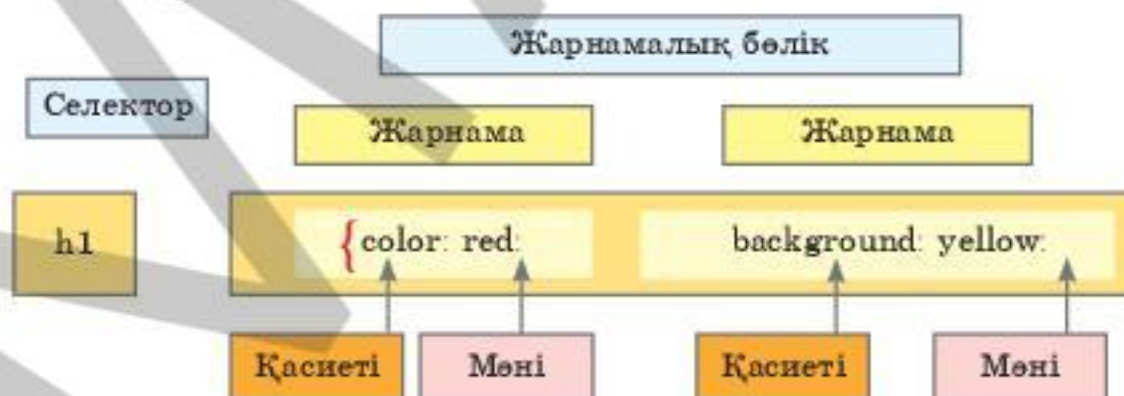 Жарнамалық бөлік
Селектор
Жарнама Жарнама
h1 {color: red: background: yellow:
Қасиеті Мәні Қасиеті Мәні